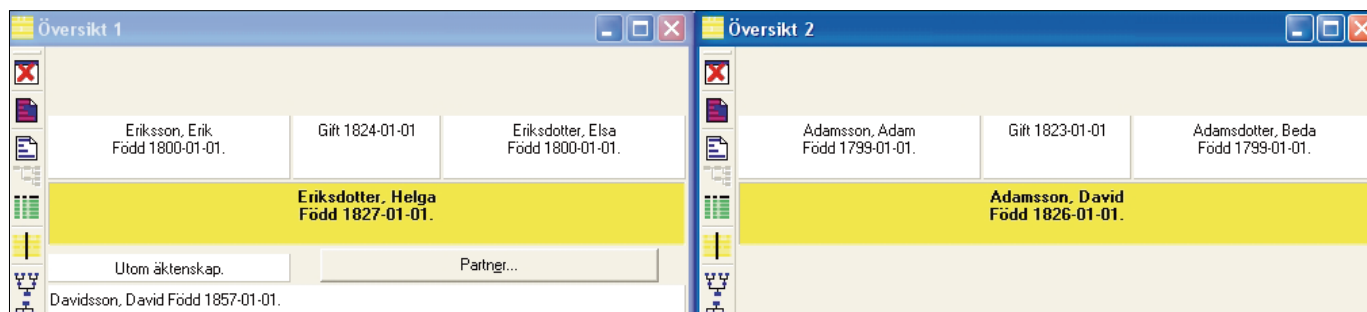 Översikt 1
Eriksson, Erik
Född 1800-01-01.
Gift 1824-01-01
Eriksdotter, Elsa
Född 1800-01-01.
Eriksdotter, Helga
Född 1827-01-01.
Utom äktenskap.
Partner...
Davidsson, David Född 1857-01-01.
Översikt 2
Adamsson, Adam
Född 1799-01-01.
Gift 1823-01-01
Adamsdotter, Beda
Född 1799-01-01.
Adamsson, David
Född 1826-01-01.